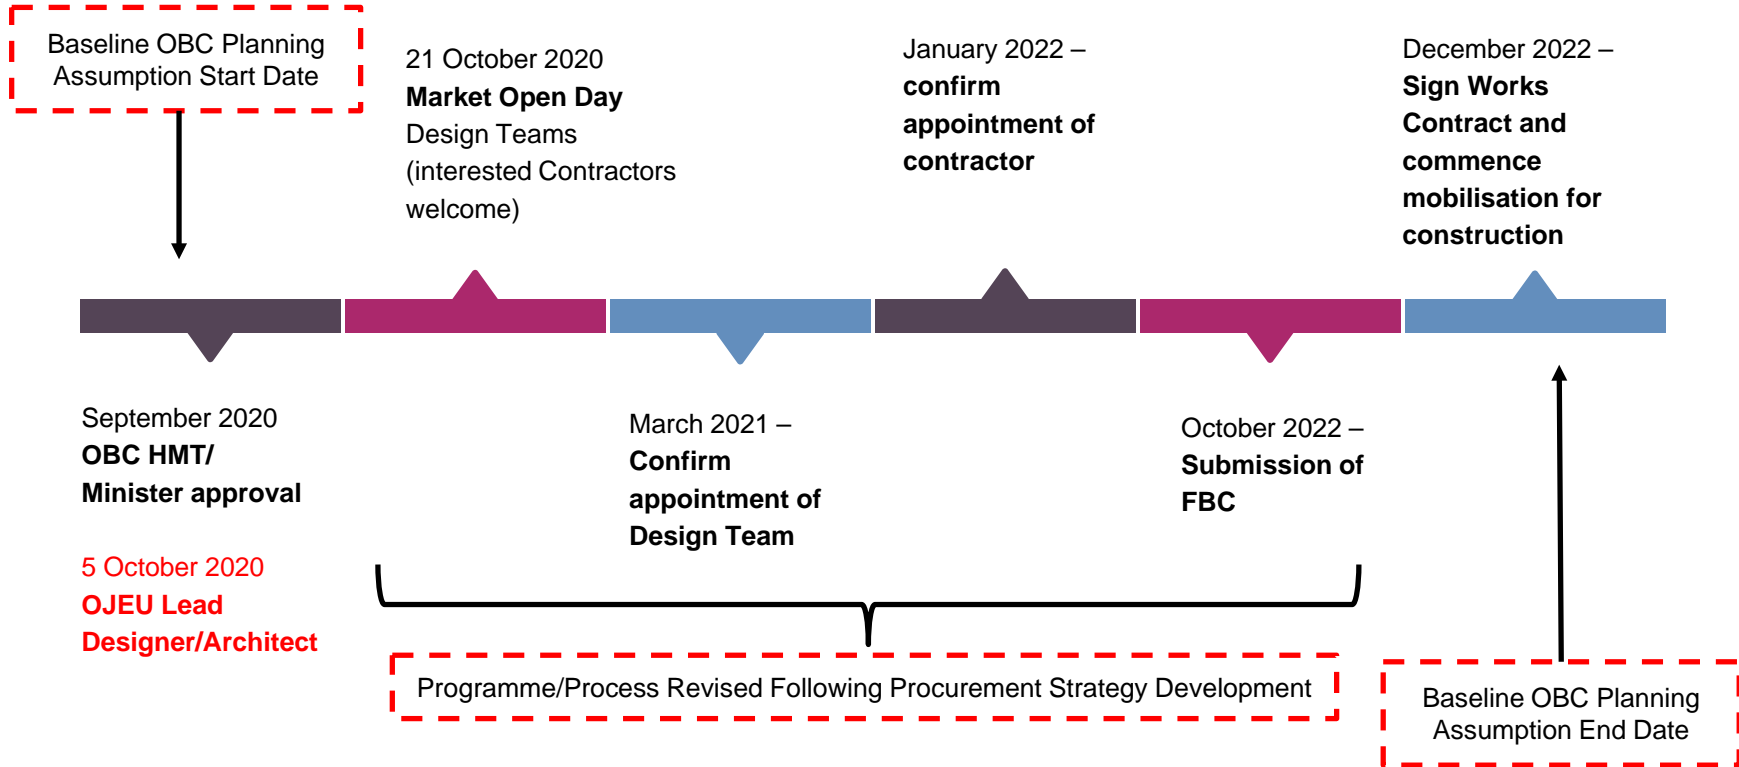 Baseline OBC Planning
Assumption Start Date
21 October 2020
Market Open Day
Design Teams
(interested Contractors
welcome)
January 2022 –
confirm
appointment of
contractor
December 2022 –
Sign Works
Contract and
commence
mobilisation for
construction
September 2020
OBC HMT/
Minister approval
5 October 2020
OJEU Lead
Designer/Architect
March 2021 –
Confirm
appointment of
Design Team
October 2022 –
Submission of
FBC
Programme/Process Revised Following Procurement Strategy Development
Baseline OBC Planning
Assumption End Date